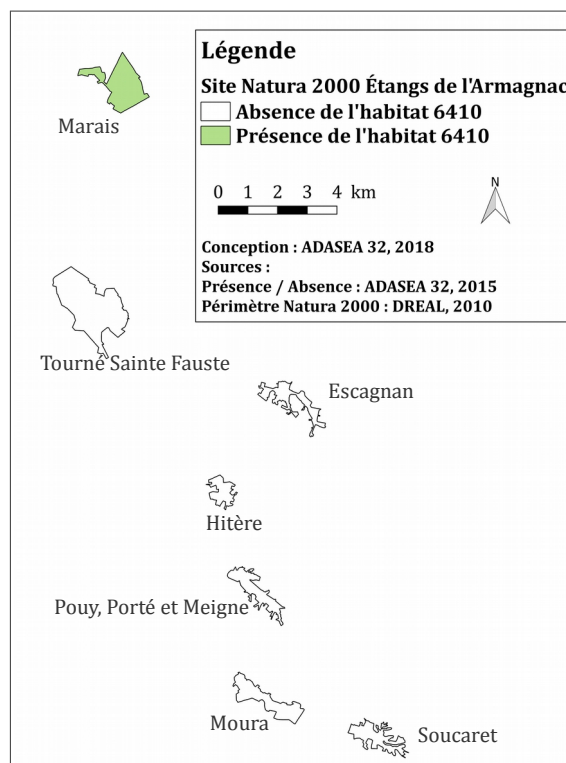 Légende
Site Natura 2000 Étangs de l'Armagnac
Absence de l'habitat 6410
Présence de l'habitat 6410
0 1 2 3 4 km
N
Conception : ADASEA 32, 2018
Sources :
Présence / Absence : ADASEA 32, 2015
Périmètre Natura 2000 : DREAL, 2010
Marais
Tourné Sainte Fauste
Escagnan
Hitère
Pouy, Porté et Meigne
Moura
Soucaret